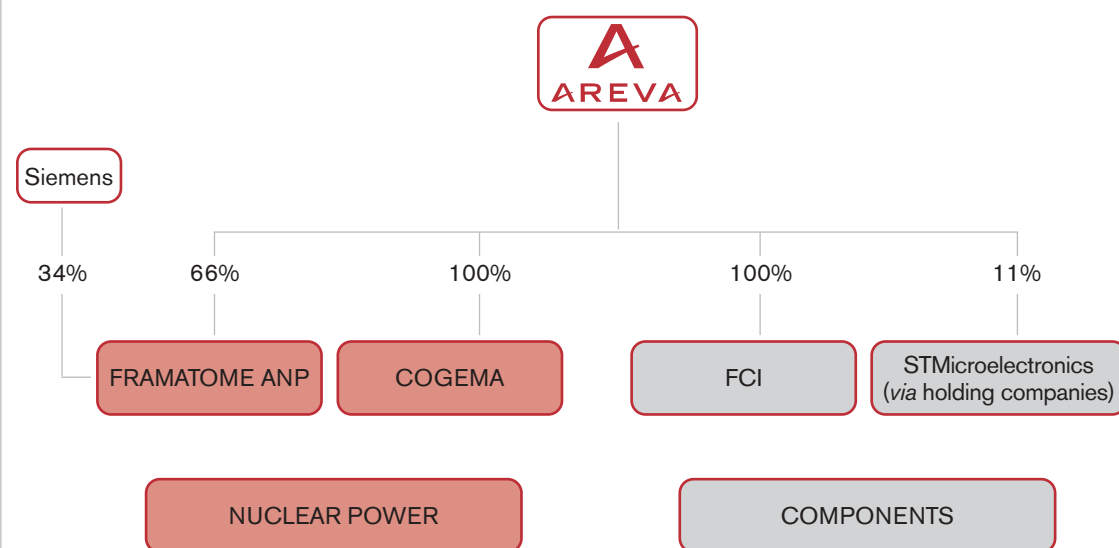 AREVA
Siemens
34%
66%
100%
100%
11%
FRAMATOME ANP
COGEMA
FCI
STMicroelectronics
(via holding companies)
NUCLEAR POWER
COMPONENTS